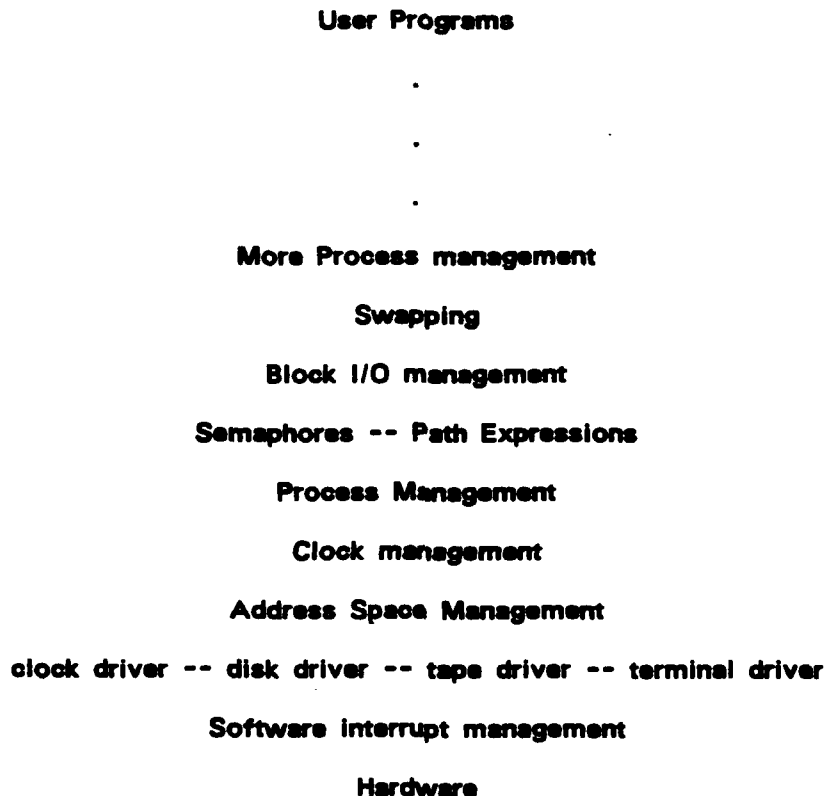 User Programs
.
.
.
More Process management
Swapping
Block I/O management
Semaphores -- Path Expressions
Process Management
Clock management
Address Space Management
clock driver -- disk driver -- tape driver -- terminal driver
Software interrupt management
Hardware